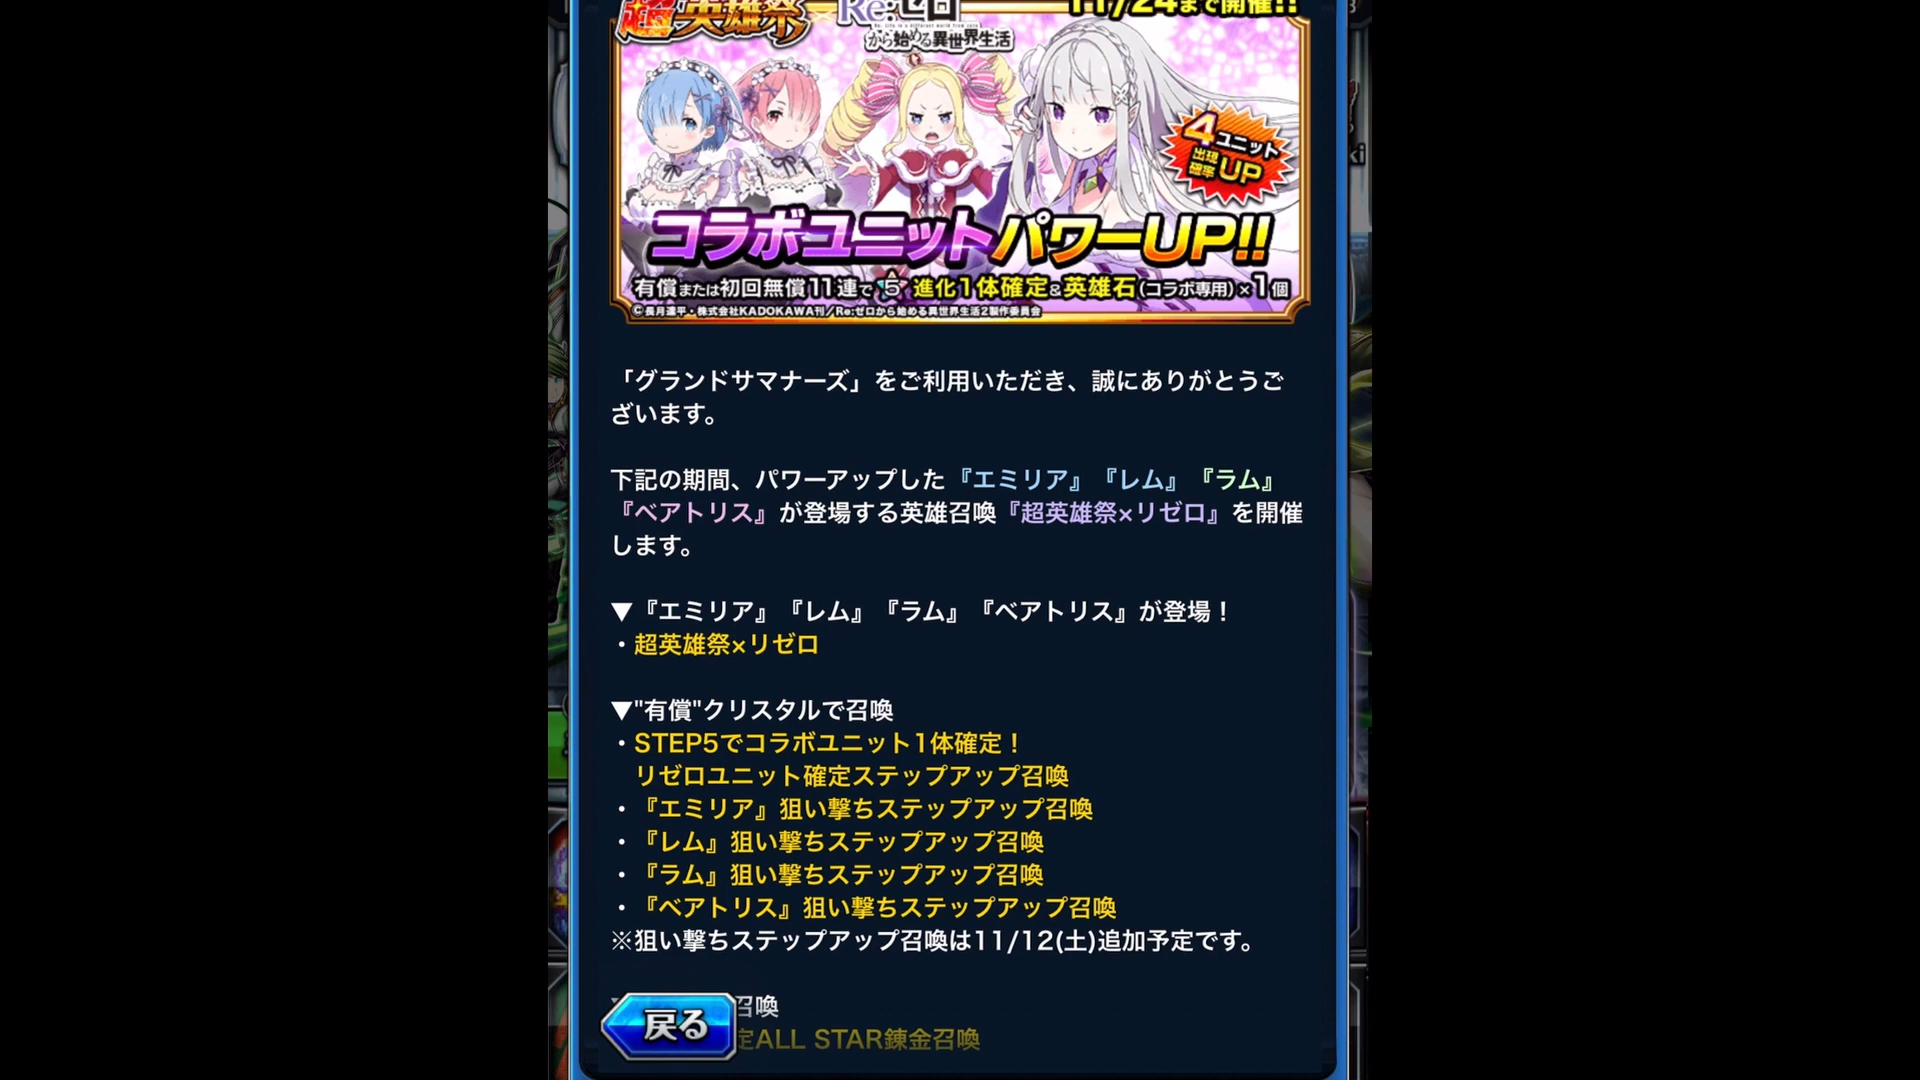 超英雄祭 Re:ゼロ 11/24まで開催!!
から始める異世界生活
4ユニット
出現確率UP
コラボユニットパワーUP!!
有償または初回無償11連で5進化1体確定&英雄石(コラボ専用)×1個
©長月達平・株式会社KADOKAWA刊/Re:ゼロから始める異世界生活2製作委員会
「グランドサマナーズ」をご利用いただき、誠にありがとうご
ざいます。
下記の期間、パワーアップした『エミリア』『レム』『ラム』
『ベアトリス』が登場する英雄召喚『超英雄祭×リゼロ』を開催
します。
▼『エミリア』『レム』『ラム』『ベアトリス』が登場！
・超英雄祭×リゼロ
▼"有償"クリスタルで召喚
・STEP5でコラボユニット1体確定！
リゼロユニット確定ステップアップ召喚
・『エミリア』狙い撃ちステップアップ召喚
・『レム』狙い撃ちステップアップ召喚
・『ラム』狙い撃ちステップアップ召喚
・『ベアトリス』狙い撃ちステップアップ召喚
※狙い撃ちステップアップ召喚は11/12(土)追加予定です。
召喚
定ALL STAR錬金召喚
戻る